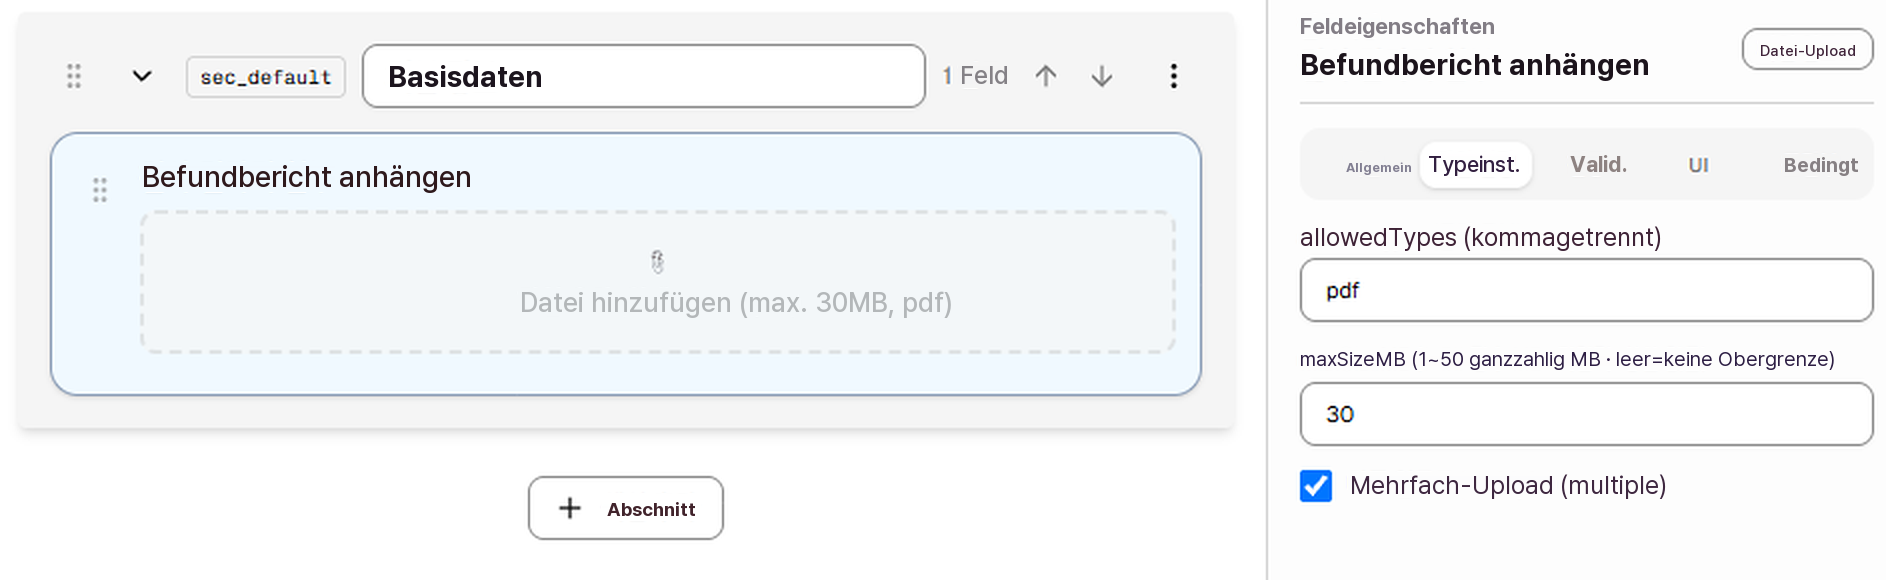 sec_default
Basisdaten
1 Feld
Befundbericht anhängen
Datei hinzufügen (max. 30MB, pdf)
+ Abschnitt
Feldeigenschaften
Befundbericht anhängen
Datei-Upload
Allgemein
Typeinst.
Valid.
UI
Bedingt
allowedTypes (kommagetrennt)
pdf
maxSizeMB (1~50 ganzzahlig MB · leer=keine Obergrenze)
30
Mehrfach-Upload (multiple)